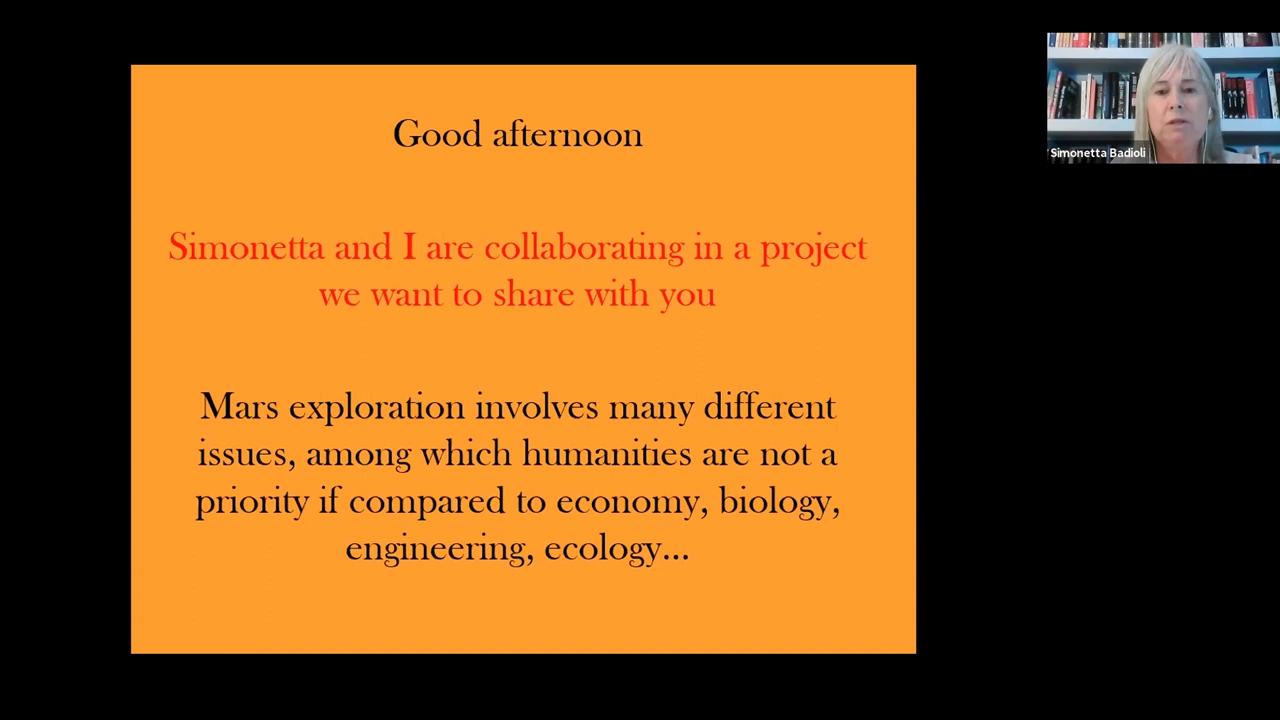 Good afternoon
Simonetta and I are collaborating in a project
we want to share with you
Mars exploration involves many different
issues, among which humanities are not a
priority if compared to economy, biology,
engineering, ecology...
Simonetta Badioli